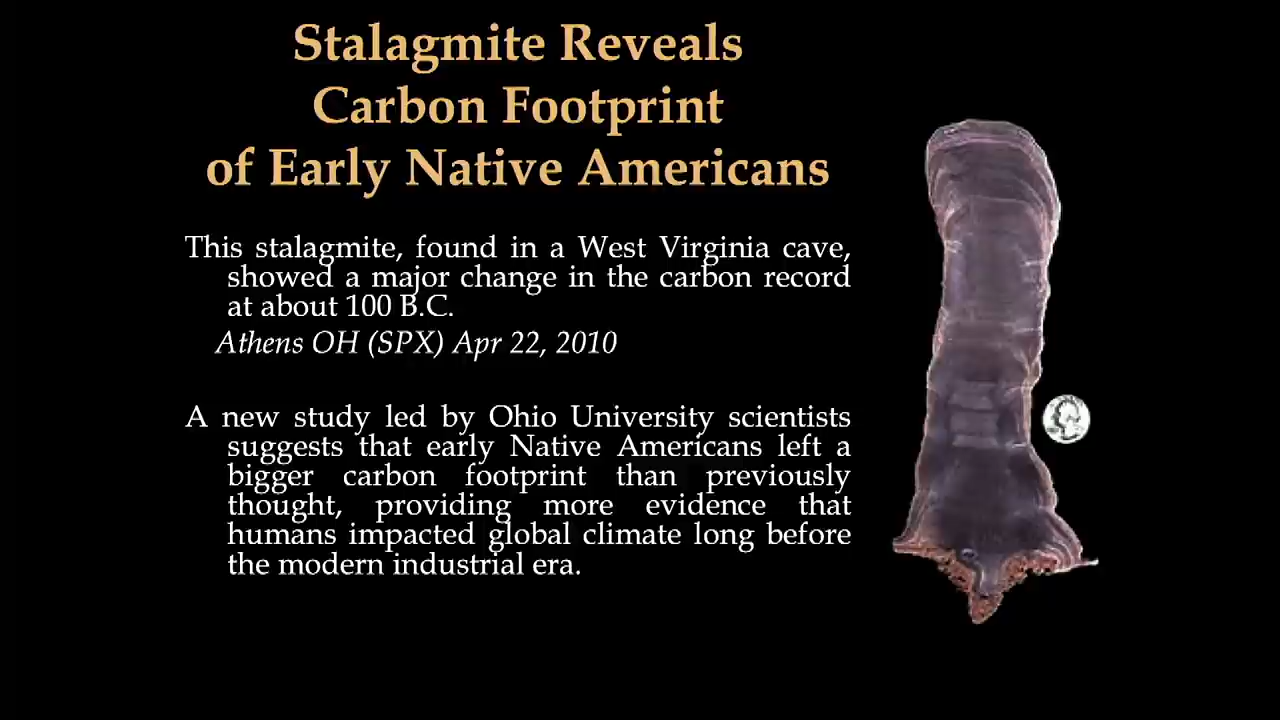 Stalagmite Reveals
Carbon Footprint
of Early Native Americans
This stalagmite, found in a West Virginia cave,
showed a major change in the carbon record
at about 100 B.C.
Athens OH (SPX) Apr 22, 2010
A new study led by Ohio University scientists
suggests that early Native Americans left a
bigger carbon footprint than previously
thought, providing more evidence that
humans impacted global climate long before
the modern industrial era.